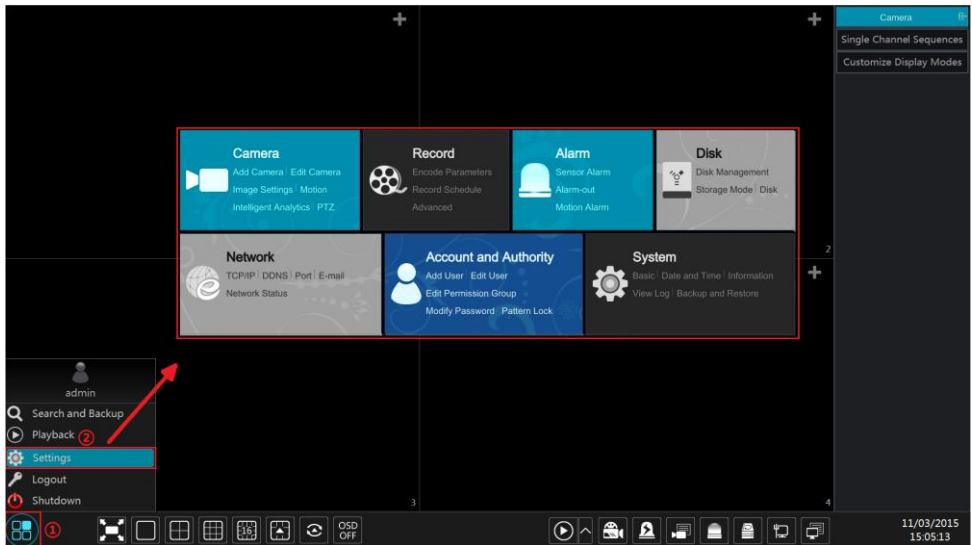 Camera
Single Channel Sequences
Customize Display Modes
Camera
Add Camera Edit Camera
Image Settings Motion
Intelligent Analytics PTZ
Record
Encode Parameters
Record Schedule
Advanced
Alarm
Sensor Alarm
Alarm-out
Motion Alarm
Disk
Disk Management
Storage Mode Disk
2
Network
TCP/IP DDNS Port E-mail
Network Status
Account and Authority
Add User Edit User
Edit Permission Group
Modify Password Pattern Lock
System
Basic Date and Time Information
View Log Backup and Restore
admin
Search and Backup
Playback ②
Settings
Logout
Shutdown
3
4
①
16
OSD
OFF
11/03/2015
15:05:13